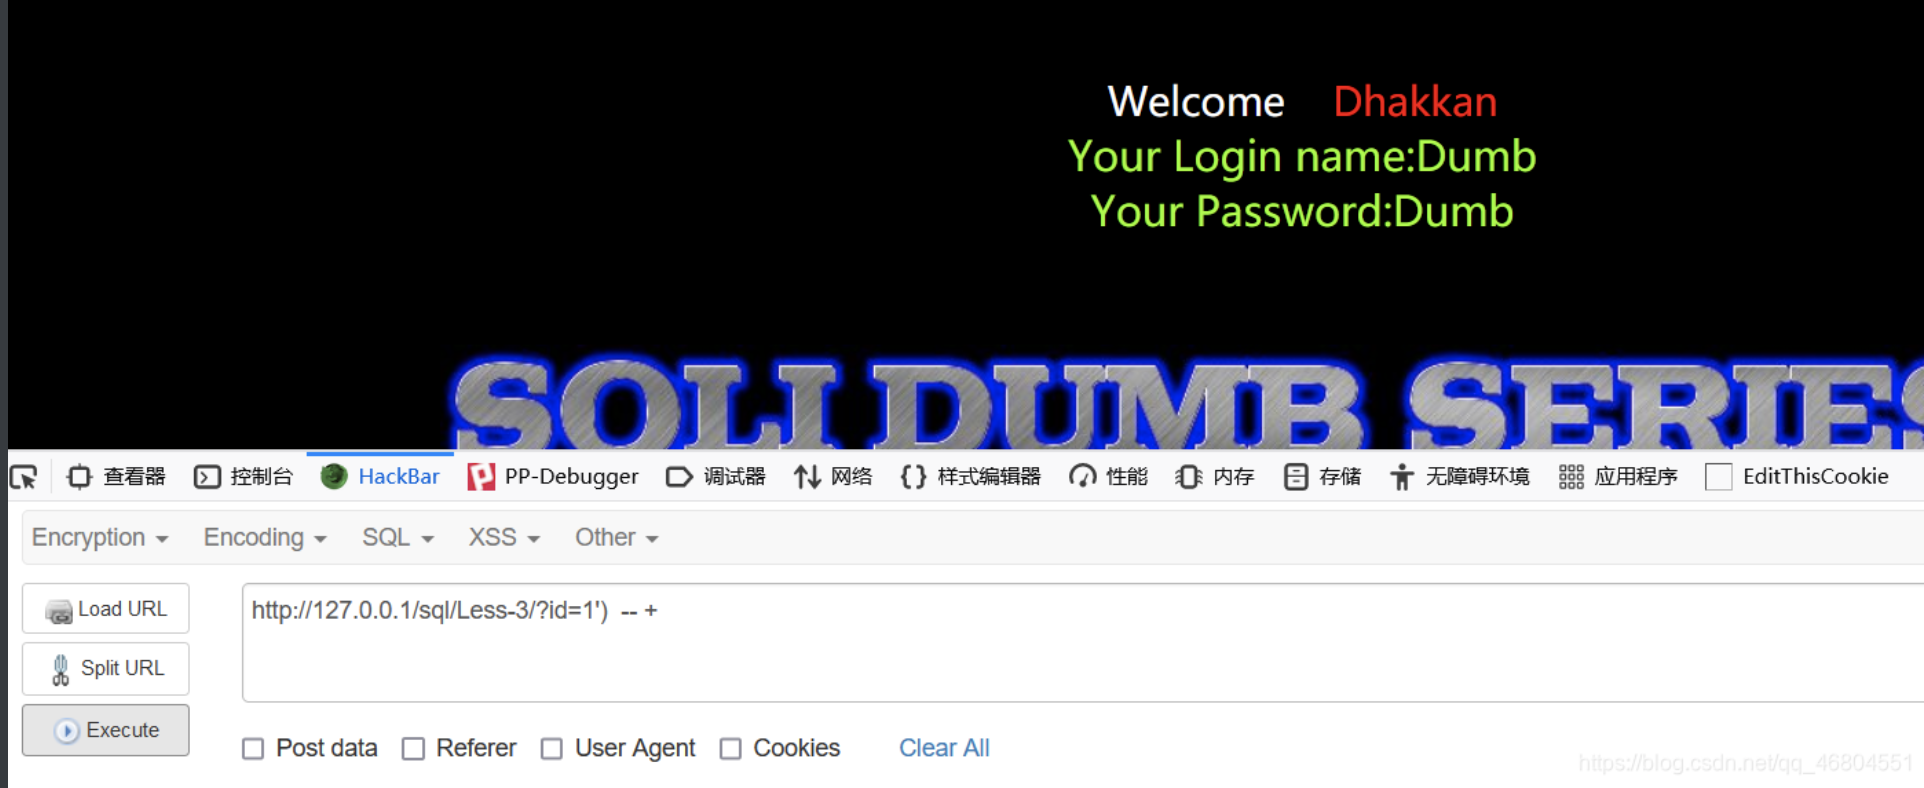 Welcome Dhakkan
Your Login name:Dumb
Your Password:Dumb
SQLI DUMB SERIES
查看器 控制台 HackBar PP-Debugger 调试器 网络 样式编辑器 性能 内存 存储 无障碍环境 应用程序 EditThisCookie
Encryption Encoding SQL XSS Other
Load URL
http://127.0.0.1/sql/Less-3/?id=1') -- +
Split URL
Execute
Post data Referer User Agent Cookies Clear All
https://blog.csdn.net/qq_46804551